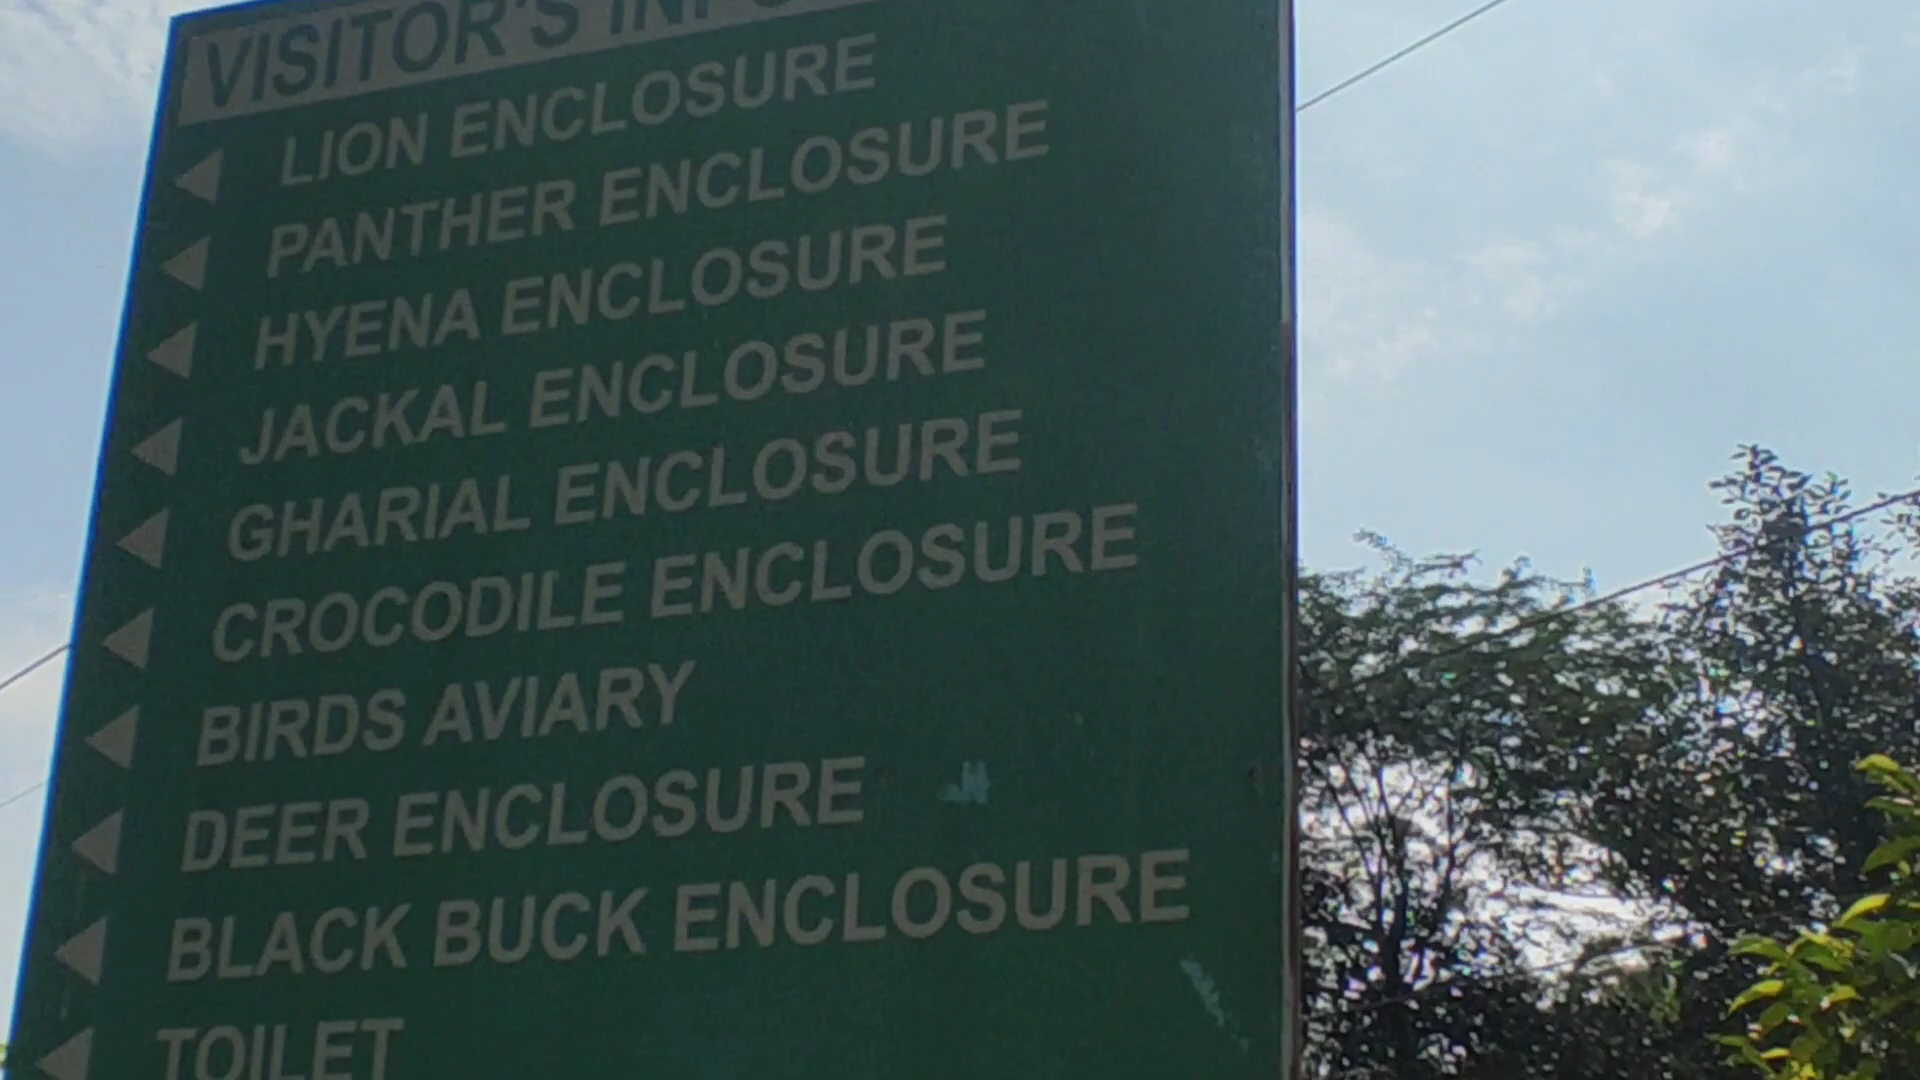 VISITOR'S
LION ENCLOSURE
PANTHER ENCLOSURE
HYENA ENCLOSURE
JACKAL ENCLOSURE
GHARIAL ENCLOSURE
CROCODILE ENCLOSURE
BIRDS AVIARY
DEER ENCLOSURE
BLACK BUCK ENCLOSURE
TOILET